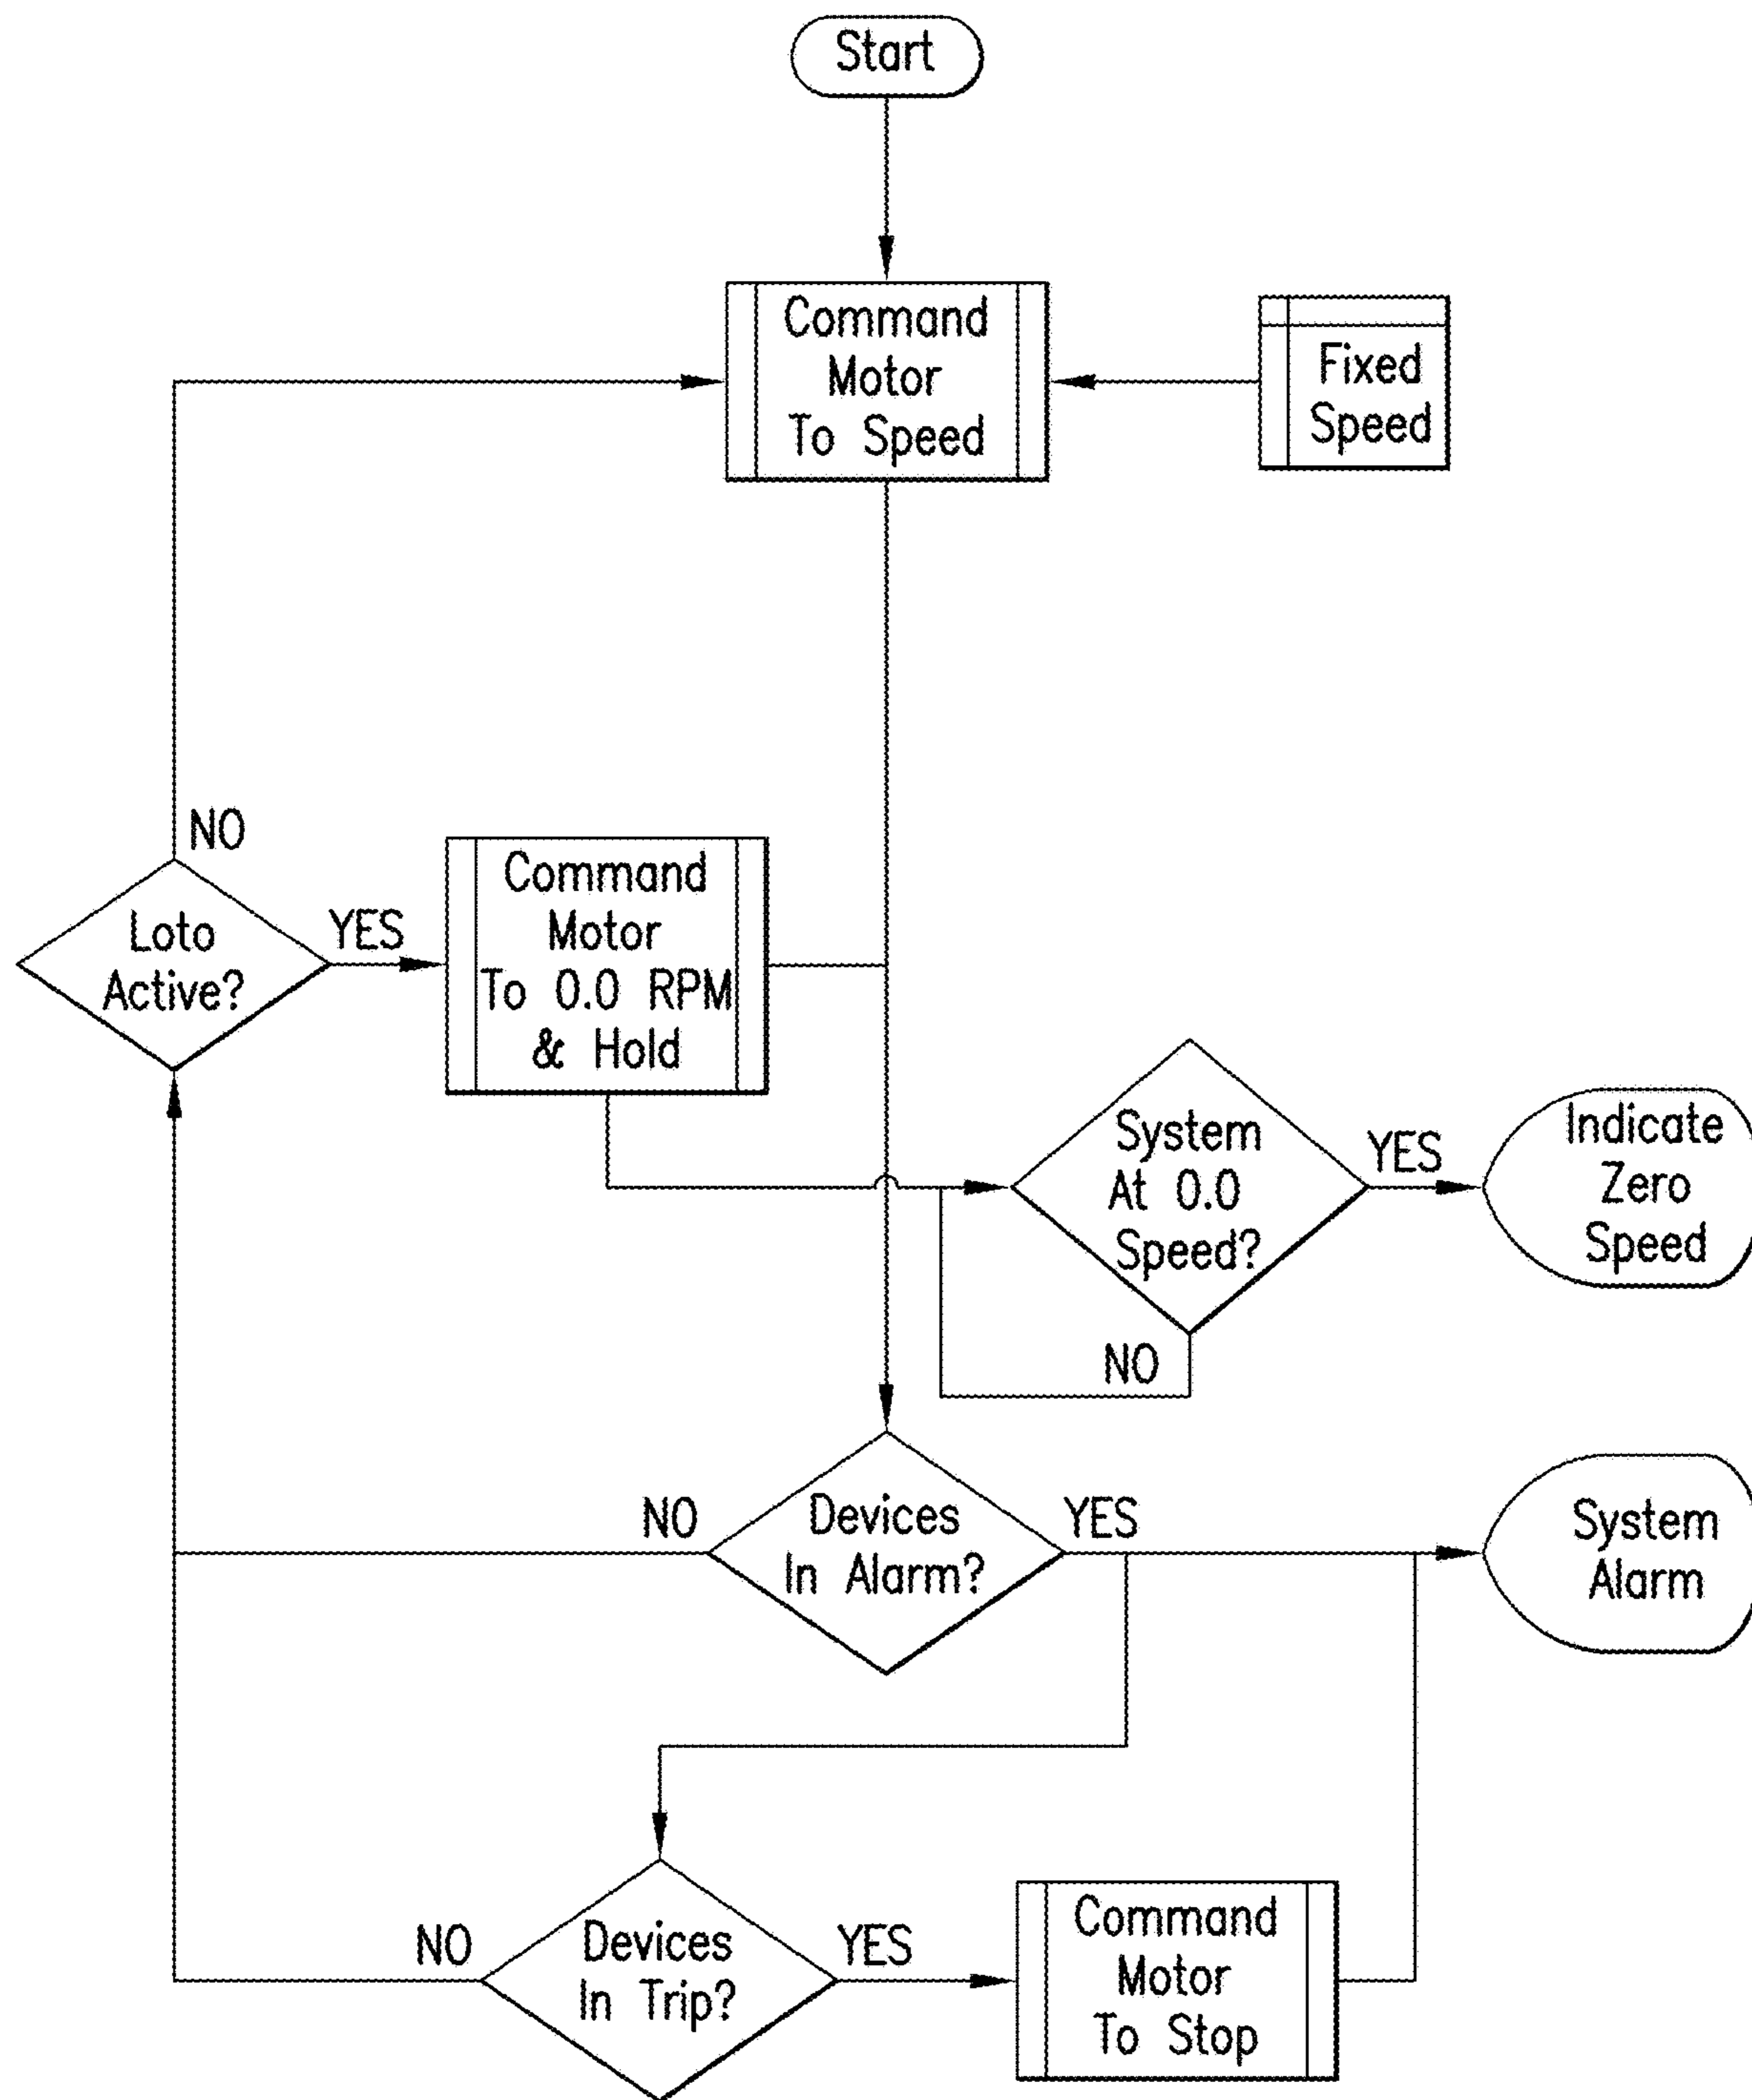 Start
Command
Motor
To Speed
Fixed
Speed
NO
Loto
Active?
YES
Command
Motor
To 0.0 RPM
& Hold
System
At 0.0
Speed?
YES
NO
Indicate
Zero
Speed
NO
Devices
In Alarm?
YES
System
Alarm
NO
Devices
In Trip?
YES
Command
Motor
To Stop